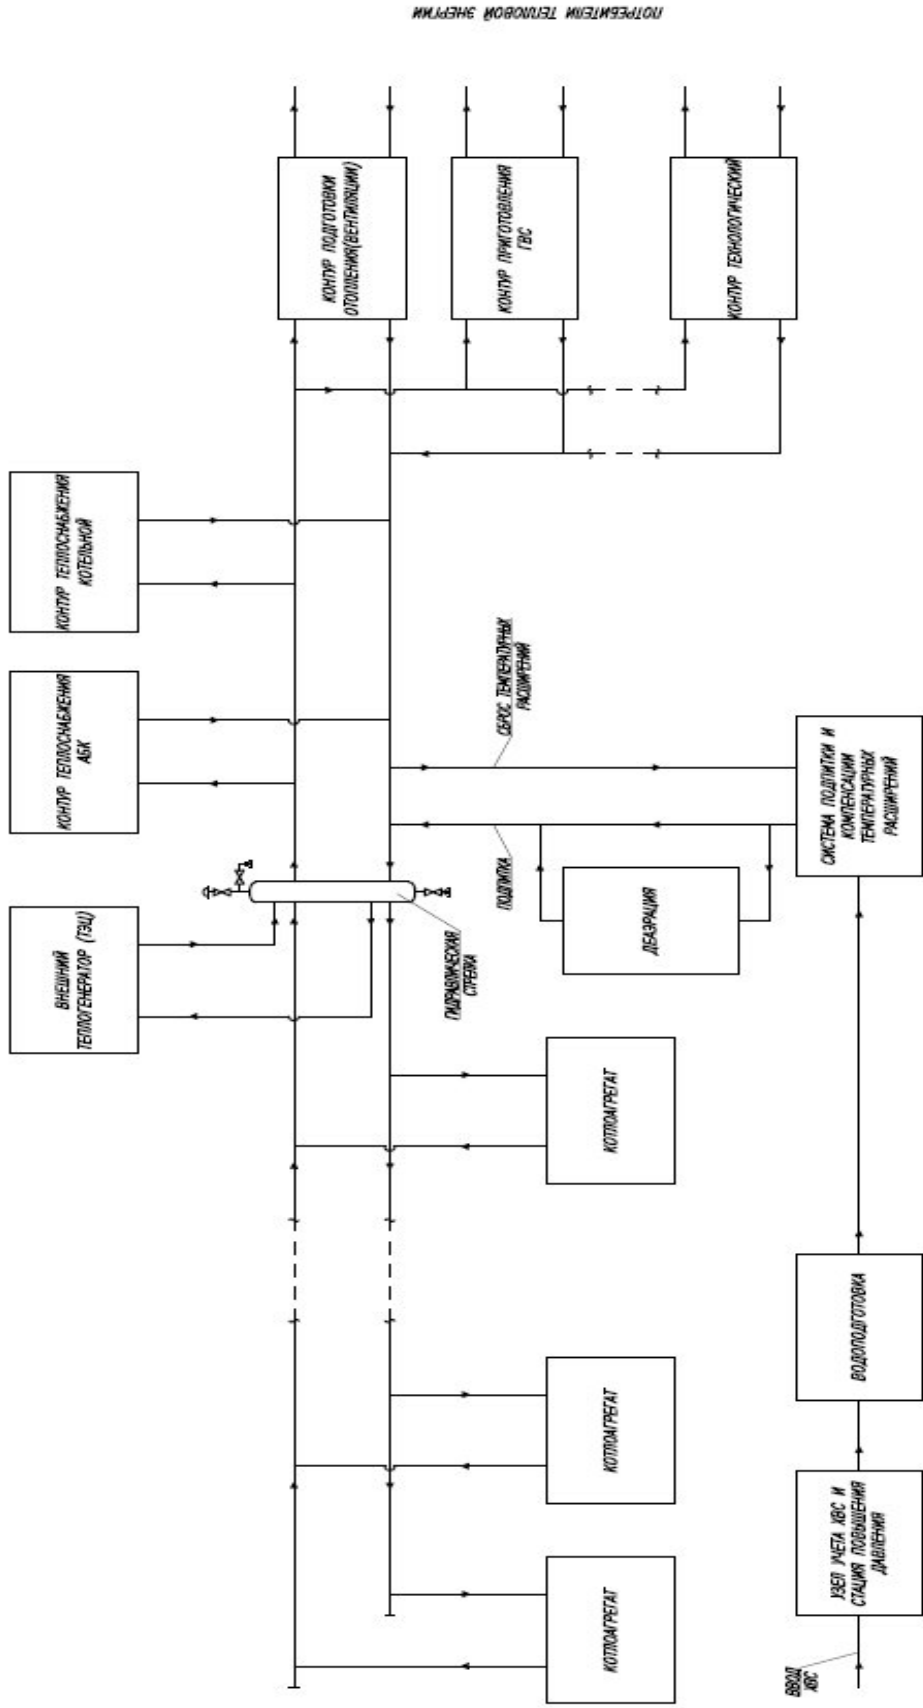 ПОТРЕБИТЕЛИ ТЕПЛОВОЙ ЭНЕРГИИ
ВНЕШНИЙ
ТЕПЛОГЕНЕРАТОР (ТЭЦ)
КОНТУР ТЕПЛОСНАБЖЕНИЯ
АБК
КОНТУР ТЕПЛОСНАБЖЕНИЯ
КОТЕЛЬНОЙ
КОНТУР ПОДГОТОВКИ
ОТОПЛЕНИЯ(ВЕНТИЛЯЦИИ)
КОНТУР ПРИГОТОВЛЕНИЯ
ГВС
КОНТУР ТЕХНОЛОГИЧЕСКИЙ
ГИДРАВЛИЧЕСКАЯ
СТРЕЛКА
ПОДПИТКА
СБРОС ТЕМПЕРАТУРНЫХ
РАСШИРЕНИЙ
КОТЛОАГРЕГАТ
КОТЛОАГРЕГАТ
КОТЛОАГРЕГАТ
ДЕАЭРАЦИЯ
ВВОД
ХВС
УЗЕЛ УЧЕТА ХВС И
СТАЦИЯ ПОВЫШЕНИЯ
ДАВЛЕНИЯ
ВОДОПОДГОТОВКА
СИСТЕМА ПОДПИТКИ И
КОМПЕНСАЦИИ
ТЕМПЕРАТУРНЫХ
РАСШИРЕНИЙ